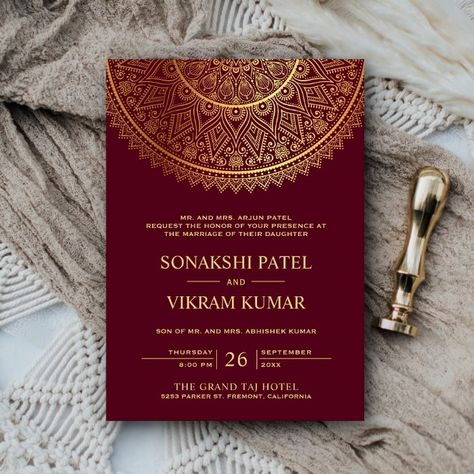 MR. AND MRS. ARJUN PATEL
REQUEST THE HONOR OF YOUR PRESENCE AT
THE MARRIAGE OF THEIR DAUGHTER
SONAKSHI PATEL
AND
VIKRAM KUMAR
SON OF MR. AND MRS. ABHISHEK KUMAR
THURSDAY
8:00 PM
26
SEPTEMBER
20XX
THE GRAND TAJ HOTEL
5253 PARKER ST. FREMONT, CALIFORNIA